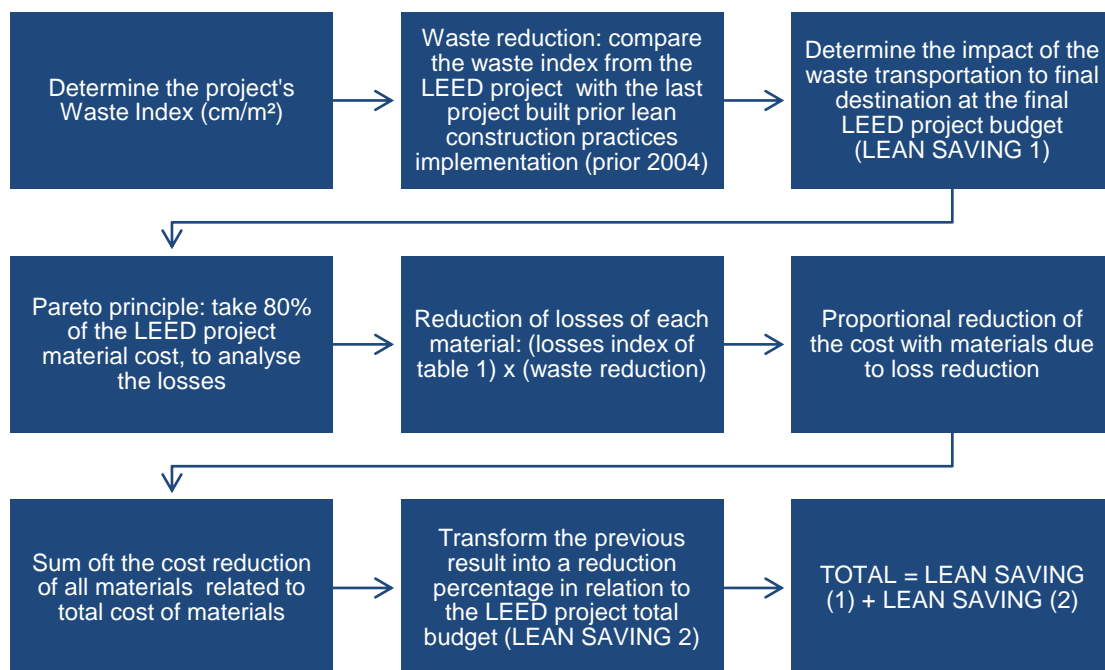 Determine the project's
Waste Index (cm/m²)
Waste reduction: compare
the waste index from the
LEED project with the last
project built prior lean
construction practices
implementation (prior 2004)
Determine the impact of the
waste transportation to final
destination at the final
LEED project budget
(LEAN SAVING 1)
Pareto principle: take 80%
of the LEED project
material cost, to analyse
the losses
Reduction of losses of each
material: (losses index of
table 1) x (waste reduction)
Proportional reduction of
the cost with materials due
to loss reduction
Sum oft the cost reduction
of all materials related to
total cost of materials
Transform the previous
result into a reduction
percentage in relation to
the LEED project total
budget (LEAN SAVING 2)
TOTAL = LEAN SAVING
(1) + LEAN SAVING (2)